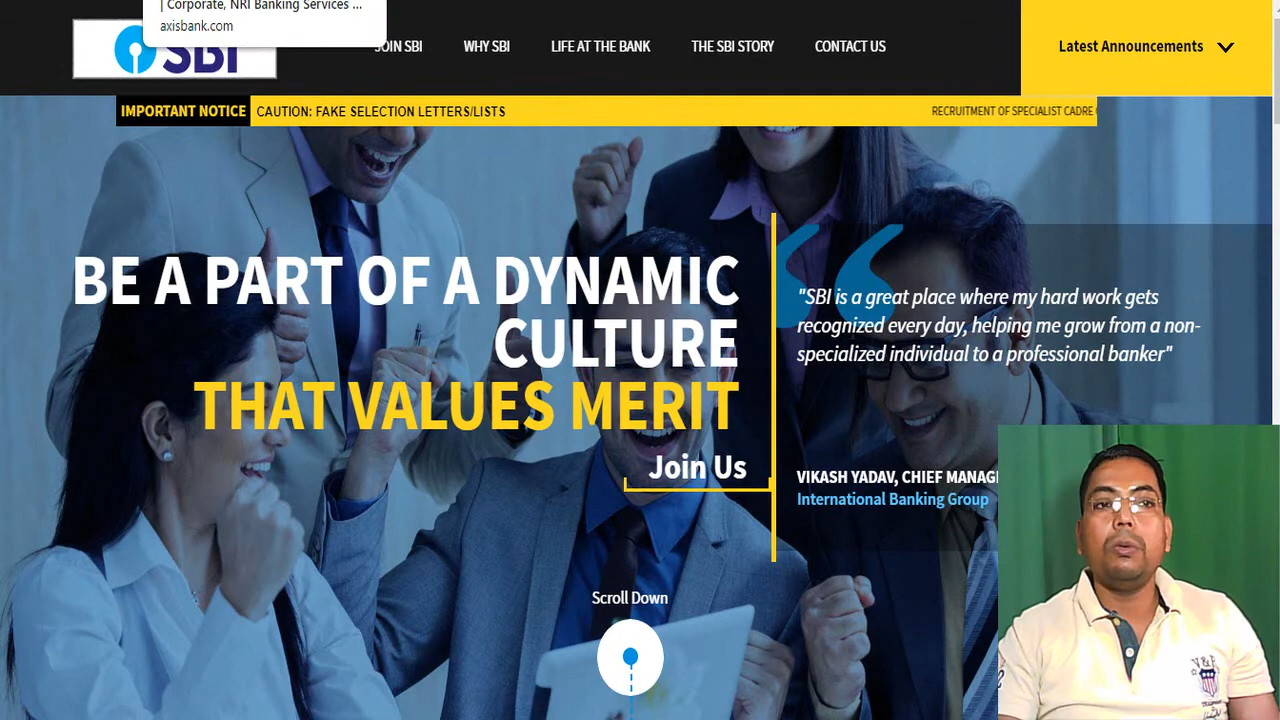 | Corporate, NRI Banking Services ...
axisbank.com
SBI
JOIN SBI
WHY SBI
LIFE AT THE BANK
THE SBI STORY
CONTACT US
Latest Announcements
IMPORTANT NOTICE
CAUTION: FAKE SELECTION LETTERS/LISTS
RECRUITMENT OF SPECIALIST CADRE
BE A PART OF A DYNAMIC
CULTURE
THAT VALUES MERIT
Join Us
"SBI is a great place where my hard work gets
recognized every day, helping me grow from a non-
specialized individual to a professional banker"
VIKASH YADAV, CHIEF MANAG
International Banking Group
Scroll Down